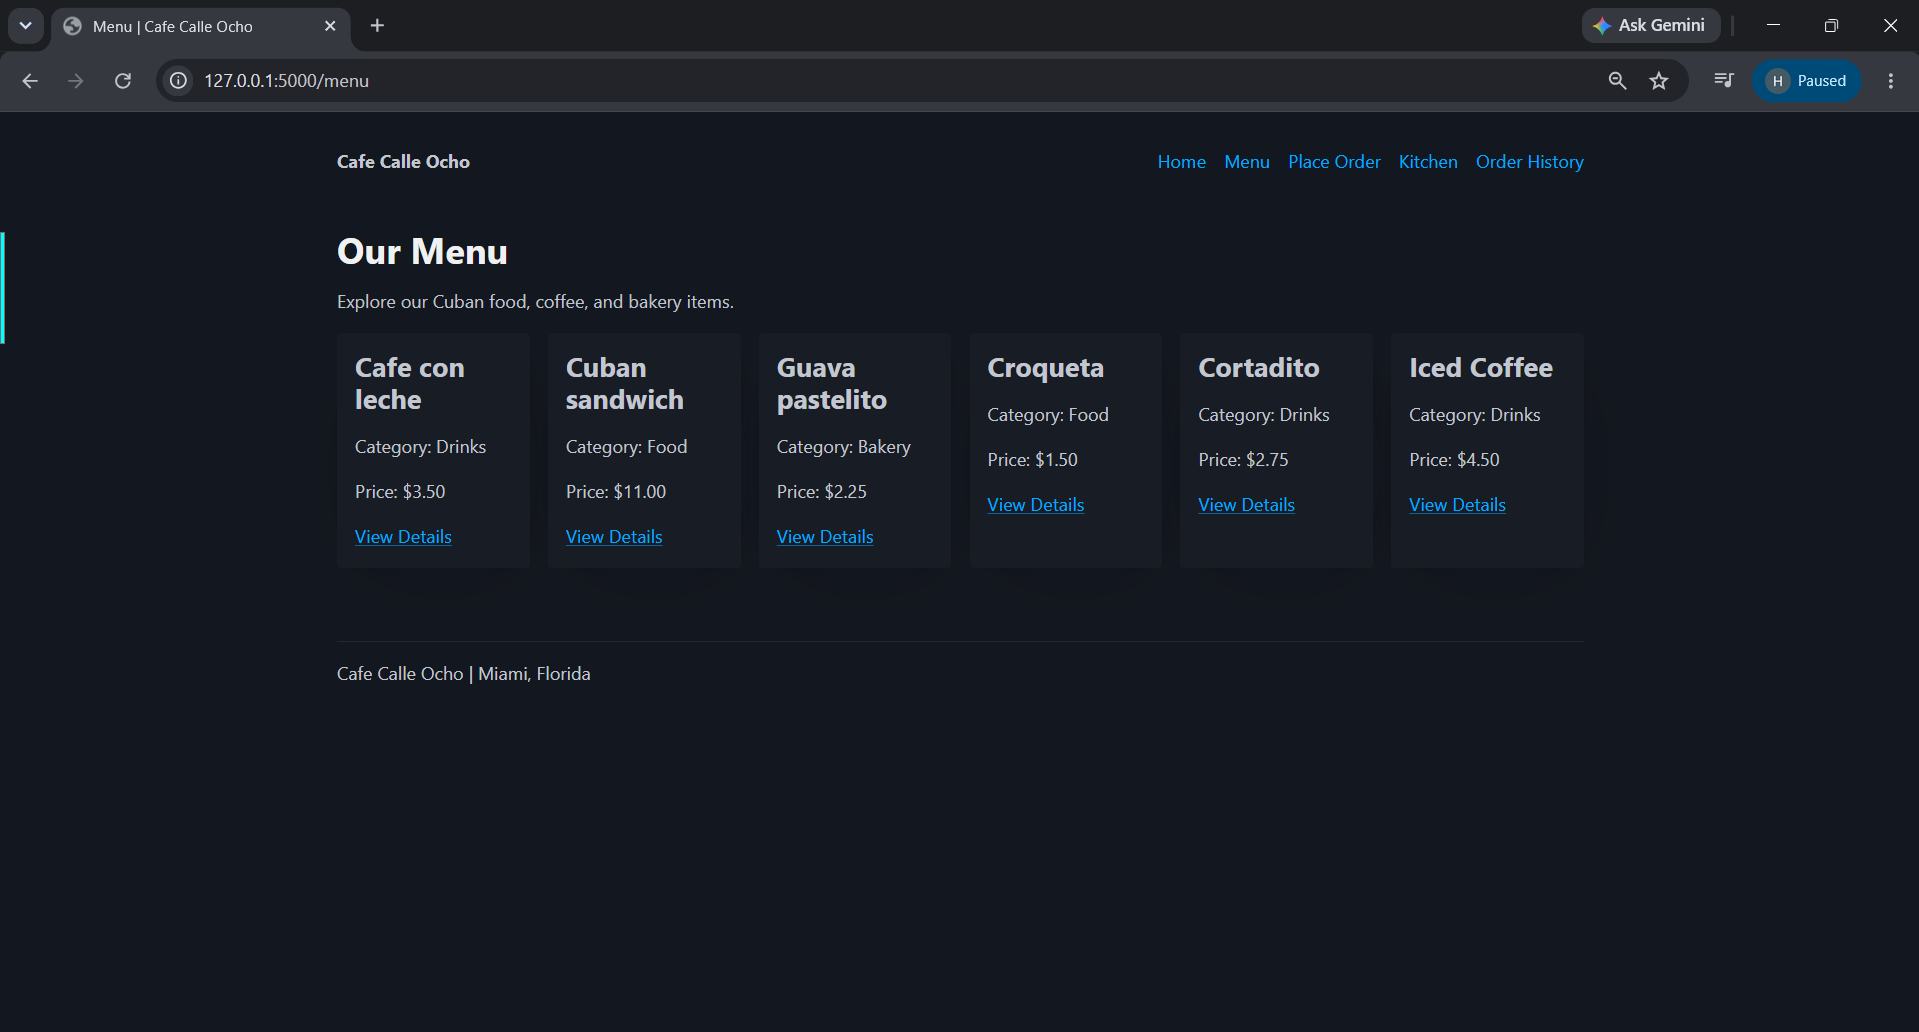 Menu | Cafe Calle Ocho
Ask Gemini
127.0.0.1:5000/menu
H Paused
Cafe Calle Ocho
Home Menu Place Order Kitchen Order History
Our Menu
Explore our Cuban food, coffee, and bakery items.
Cafe con
leche
Category: Drinks
Price: $3.50
View Details
Cuban
sandwich
Category: Food
Price: $11.00
View Details
Guava
pastelito
Category: Bakery
Price: $2.25
View Details
Croqueta
Category: Food
Price: $1.50
View Details
Cortadito
Category: Drinks
Price: $2.75
View Details
Iced Coffee
Category: Drinks
Price: $4.50
View Details
Cafe Calle Ocho | Miami, Florida